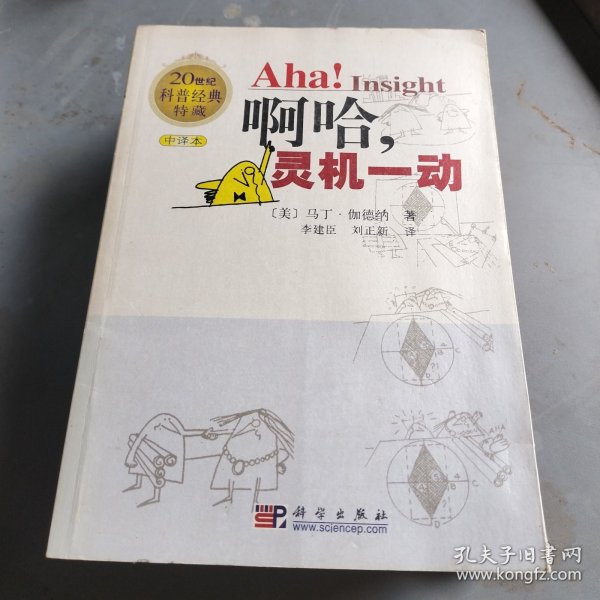 20世纪
科普经典
特藏
中译本
Aha! Insight
啊哈,
灵机一动
〔美〕马丁·伽德纳 著
李建臣 刘正新 译
AHA
科学出版社
www.sciencep.com
孔夫子旧书网
www.kongfz.com